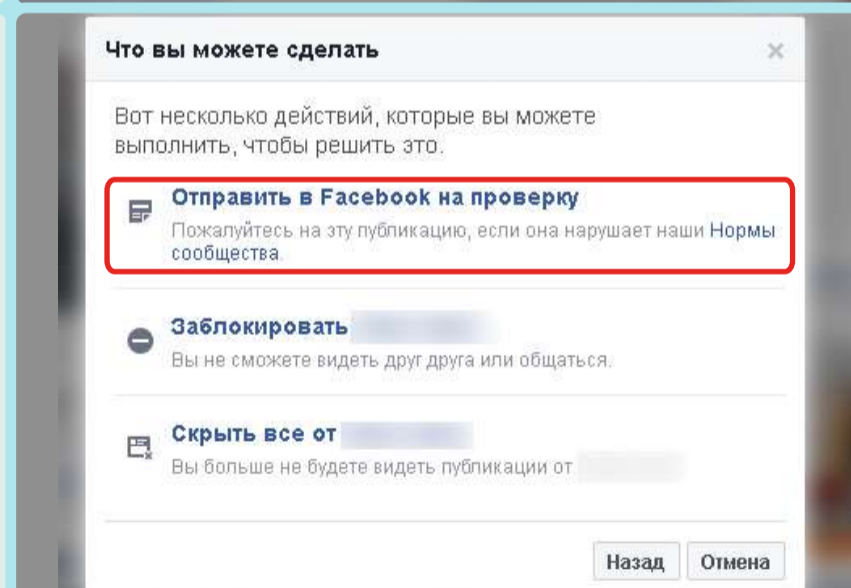 Что вы можете сделать
Вот несколько действий, которые вы можете
выполнить, чтобы решить это.
Отправить в Facebook на проверку
Пожалуйтесь на эту публикацию, если она нарушает наши Нормы
сообщества.
Заблокировать
Вы не сможете видеть друг друга или общаться.
Скрыть все от
Вы больше не будете видеть публикации от
Назад Отмена